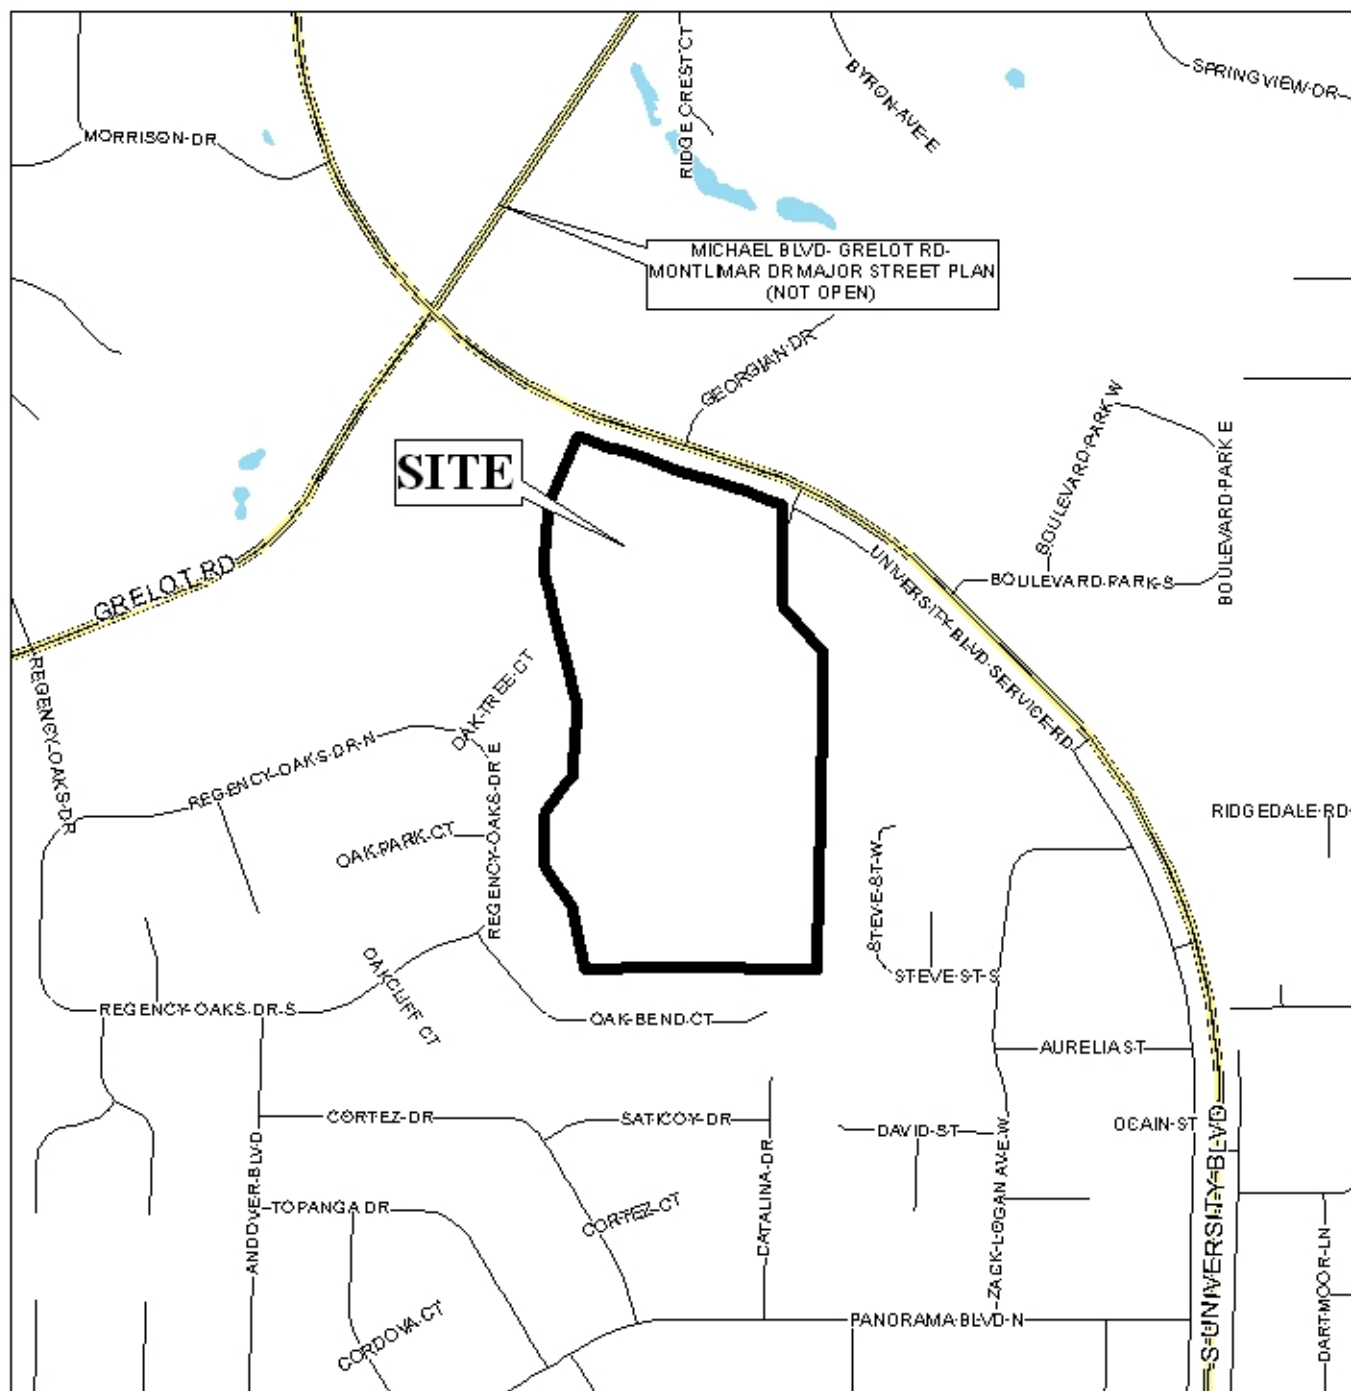 SPRINGVIEW-DR
BYRON-AVE-E
RIDGE CREST CT
MORRISON-DR
MICHAEL BLVD- GRELOT RD-
MONTLIMAR DR MAJOR STREET PLAN
(NOT OPEN)
GEORGIAN-DR
BOULEVARD-PARK W
BOULEVARD-PARK E
SITE
UNIVERSITY-BLVD-SERVICE-RD
BOULEVARD-PARK-S
GRELOT RD
REGENCY-OAKS-DR
OAK-TREE-CT
REGENCY-OAKS-DR-N
REGENCY-OAKS-DR E
OAK-PARK-CT
RIDGEDALE-RD-
STEVE-ST-W
STEVE-ST-S
OAKCLIFF CT
REGENCY-OAKS-DR-S
OAK-BEND-CT
AURELIA ST
CORTEZ-DR
SATICOY-DR
DAVID-ST
OCAIN-ST
ANDOVER-BLVD
CATALINA-DR
ZACK-LOGAN AVE-W
S-UNIVERSITY-BLVD
TOPANGA DR
CORTEZ-CT
DARTMOOR-LN
CORDOVA-CT
PANORAMA-BLVD-N